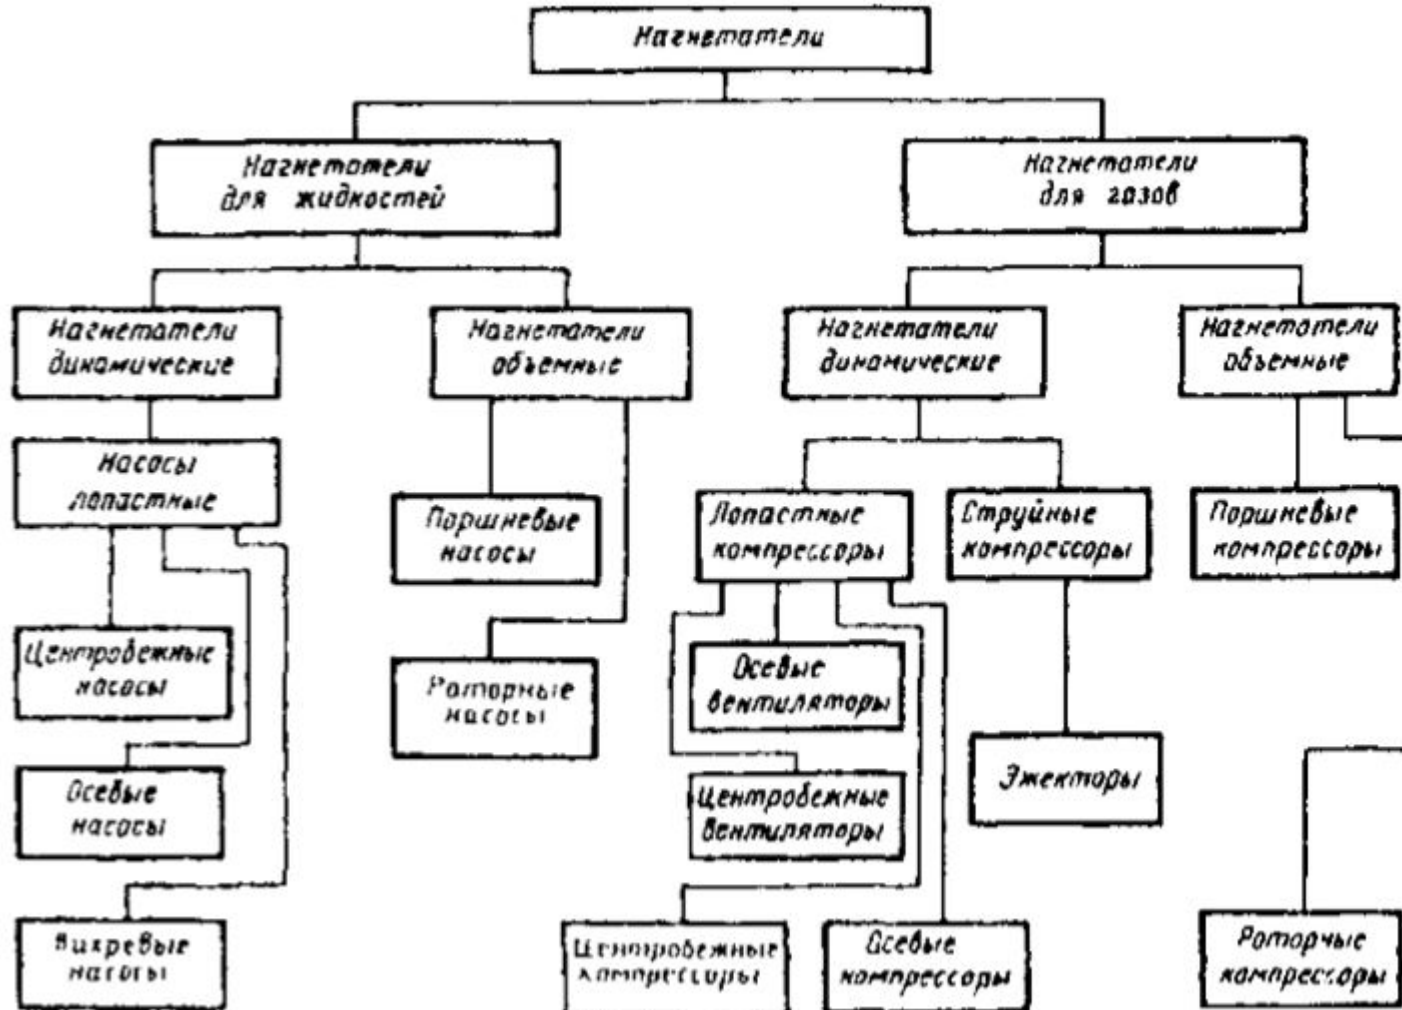 Нагнетатели
Нагнетатели
для жидкостей
Нагнетатели
для газов
Нагнетатели
динамические
Нагнетатели
объемные
Нагнетатели
динамические
Нагнетатели
объемные
Насосы
лопастные
Поршневые
насосы
Лопастные
компрессоры
Струйные
компрессоры
Поршневые
компрессоры
Центробежные
насосы
Роторные
насосы
Осевые
вентиляторы
Эжекторы
Осевые
насосы
Центробежные
вентиляторы
Вихревые
насосы
Центробежные
компрессоры
Осевые
компрессоры
Роторные
компрессоры